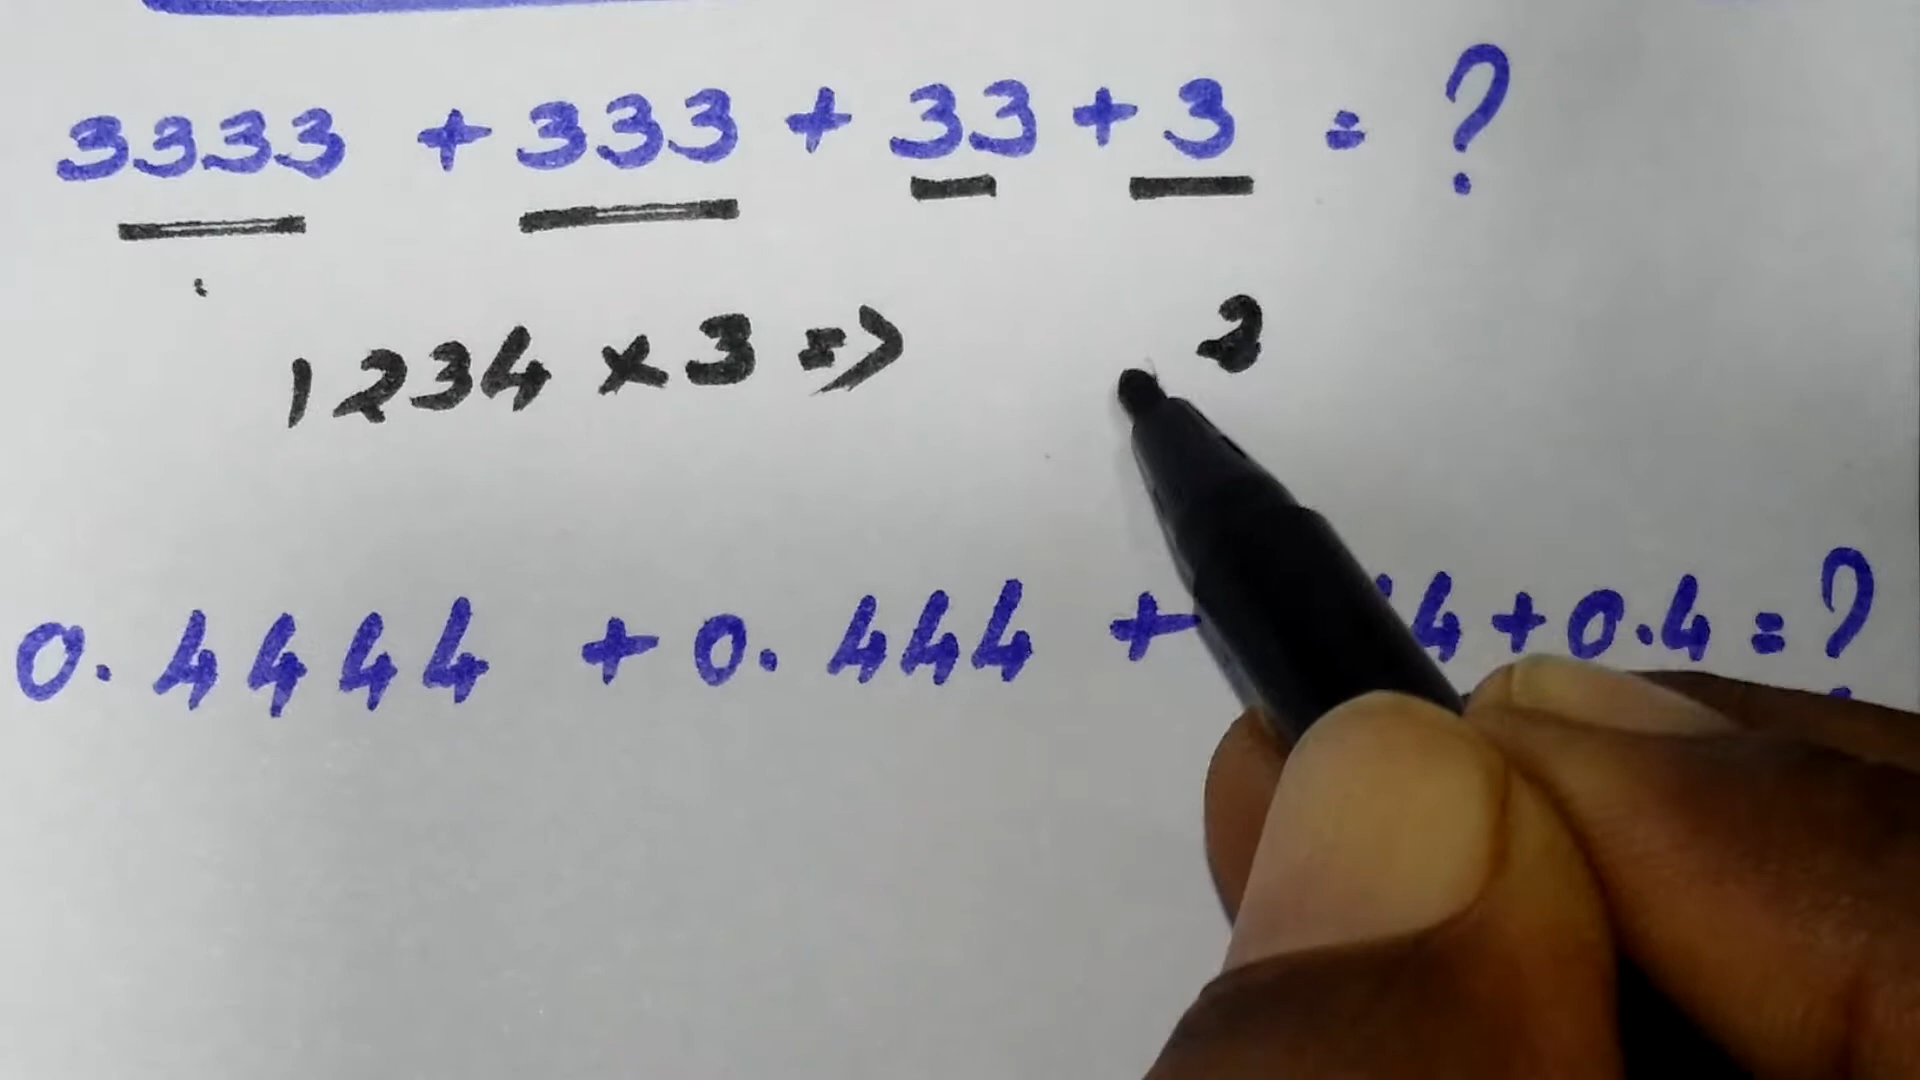 3333 + 333 + 33 + 3 = ?
1234 × 3 => 2
0.4444 + 0.444 + 4 + 0.4 = ?